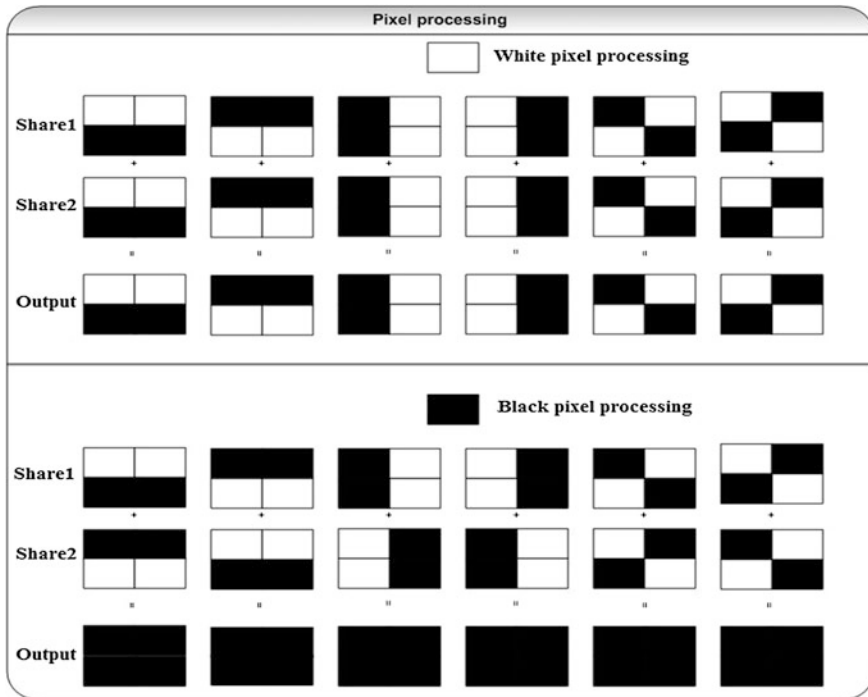 Pixel processing
White pixel processing
Share1
+ + + + + +
Share2
= = = = = =
Output
Black pixel processing
Share1
+ + + + + +
Share2
= = = = = =
Output